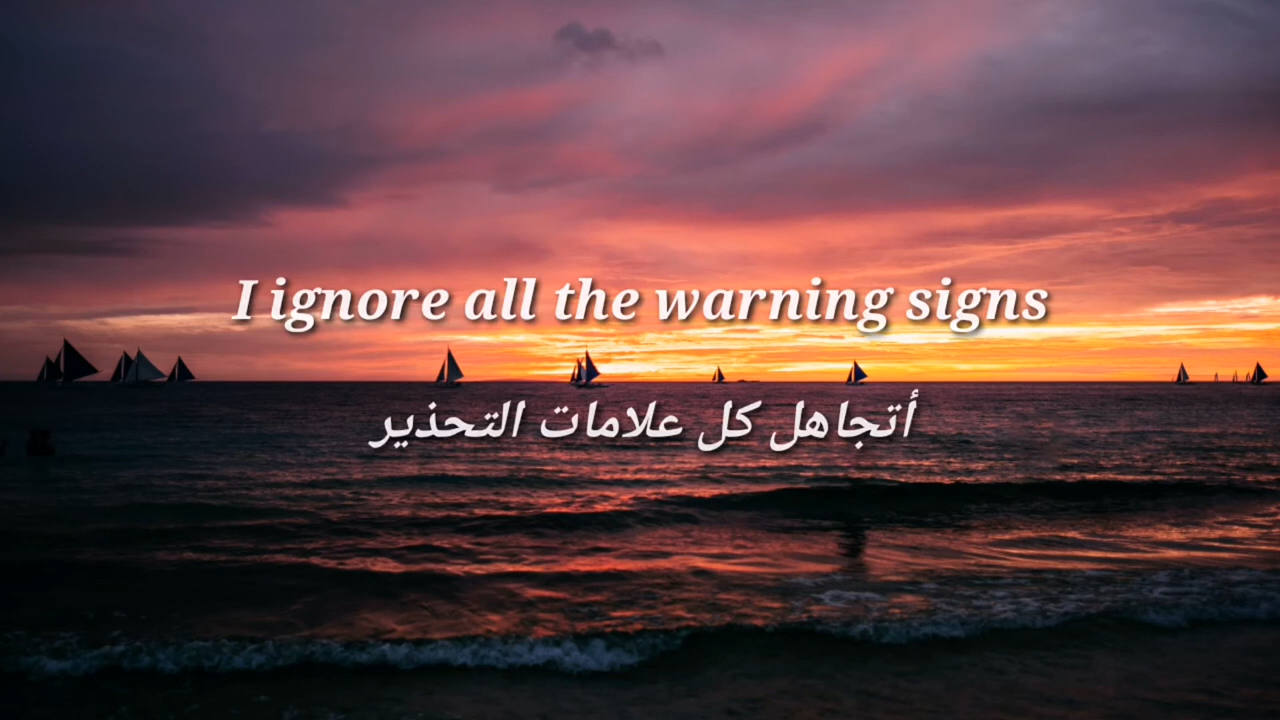 I ignore all the warning signs
أتجاهل كل علامات التحذير